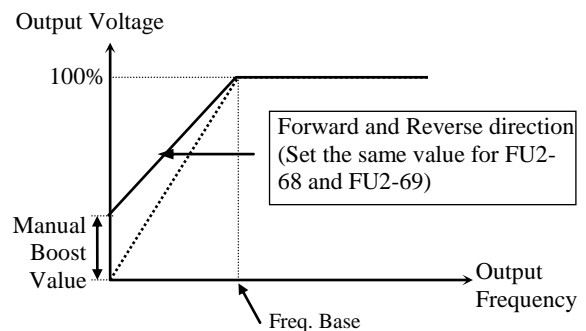 Output Voltage
100%
Forward and Reverse direction
(Set the same value for FU2-
68 and FU2-69)
Manual
Boost
Value
Output
Frequency
Freq. Base